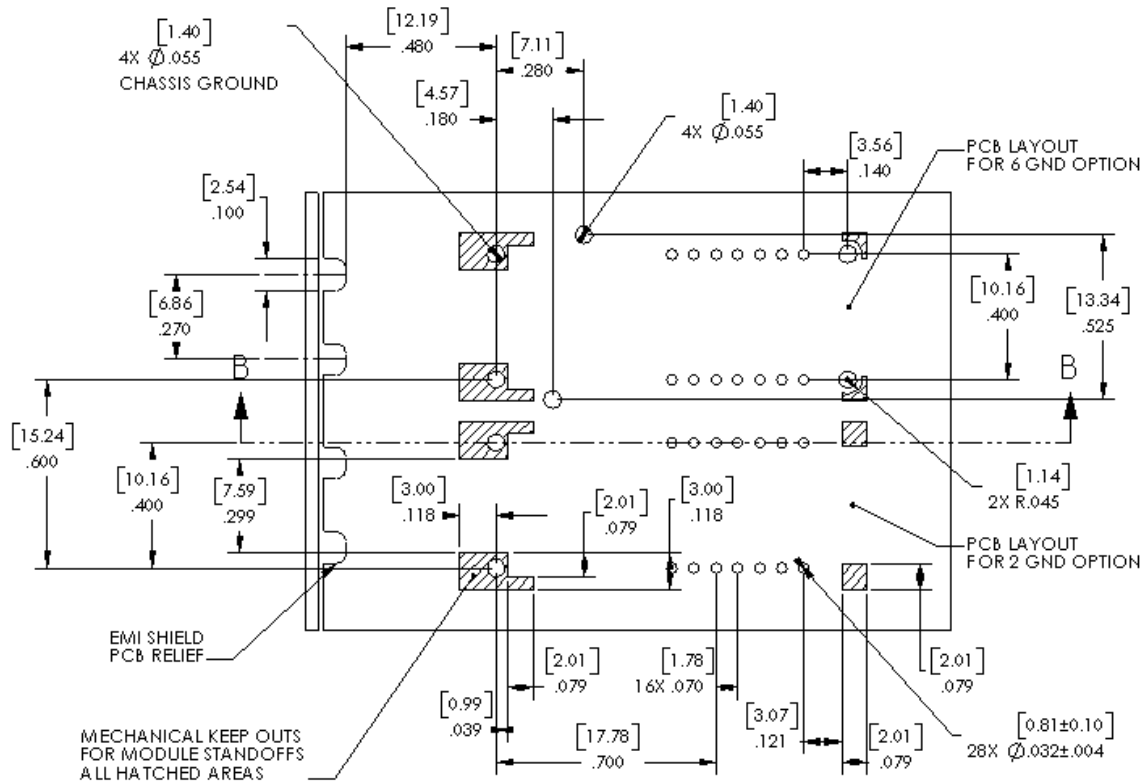 [1.40]
4X Ø.055
CHASSIS GROUND
[12.19]
.480
[7.11]
.280
[4.57]
.180
[1.40]
4X Ø.055
[3.56]
.140
PCB LAYOUT
FOR 6 GND OPTION
[2.54]
.100
[6.86]
.270
[10.16]
.400
[13.34]
.525
B
B
[15.24]
.600
[10.16]
.400
[7.59]
.299
[3.00]
.118
[2.01]
.079
[3.00]
.118
[1.14]
2X R.045
PCB LAYOUT
FOR 2 GND OPTION
EMI SHIELD
PCB RELIEF
[2.01]
.079
[1.78]
16X .070
[2.01]
.079
[0.99]
.039
[3.07]
.121
[0.81±0.10]
28X Ø.032±.004
MECHANICAL KEEP OUTS
FOR MODULE STANDOFFS
ALL HATCHED AREAS
[17.78]
.700
[2.01]
.079